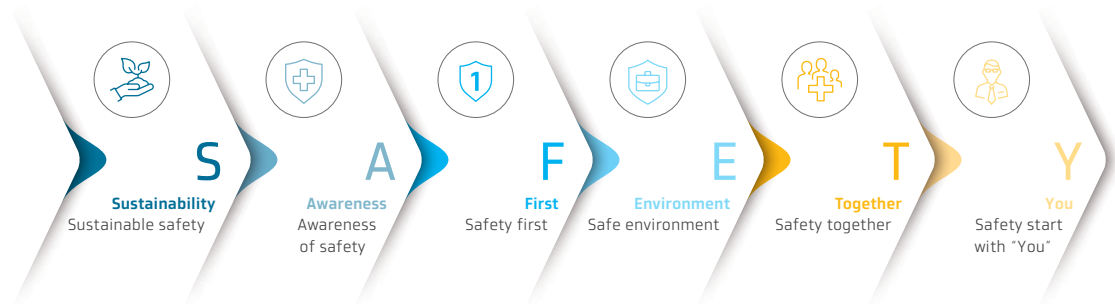 1
S
Sustainability
Sustainable safety
A
Awareness
Awareness
of safety
F
First
Safety first
E
Environment
Safe environment
T
Together
Safety together
Y
You
Safety start
with “You”